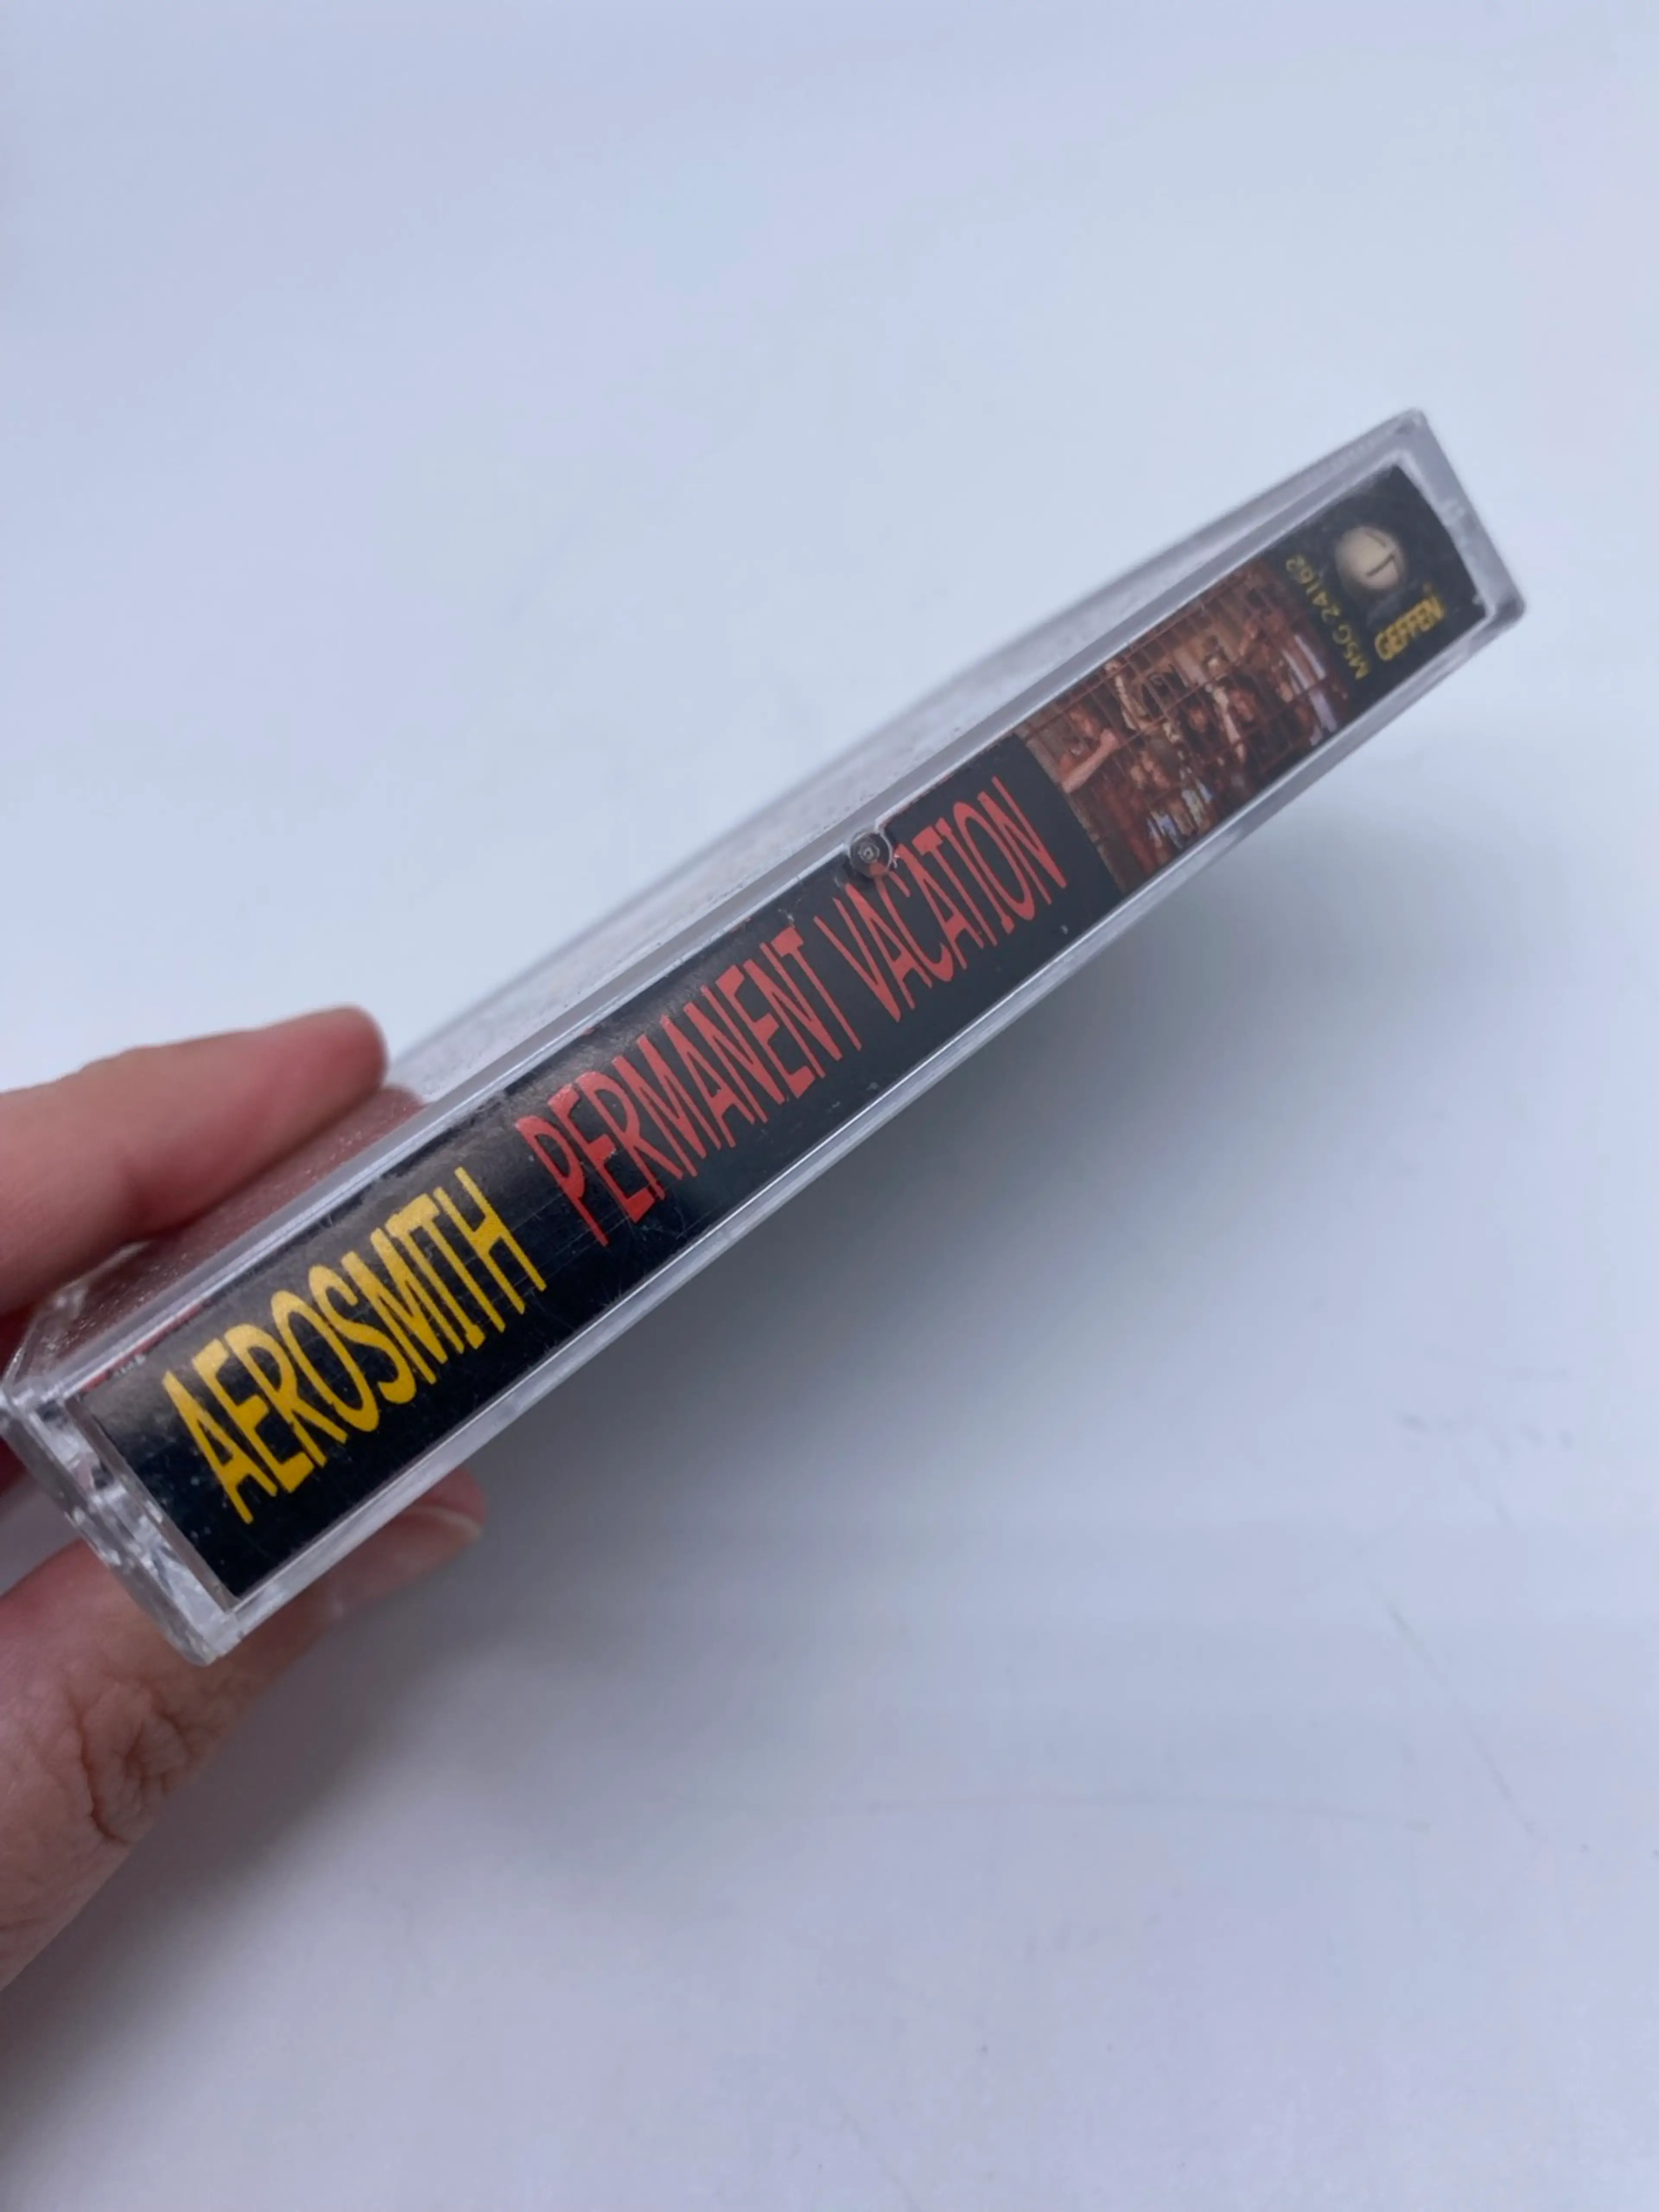 AEROSMITH PERMANENT VACATION
M5G 24162
GEFFEN